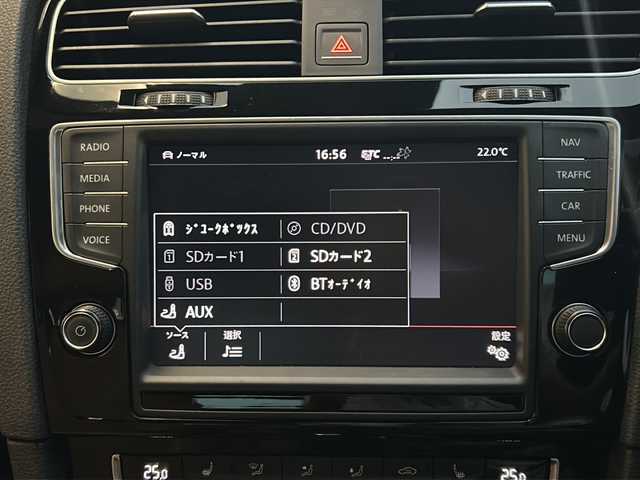 RADIO
MEDIA
PHONE
VOICE
ノーマル 16:56 ETC --:-- 22.0℃
ｼﾞｭｰｸﾎﾞｯｸｽ CD/DVD
SDカード1 SDカード2
USB BTｵｰﾃﾞｨｵ
AUX
ソース 選択 設定
NAV
TRAFFIC
CAR
MENU
25.0 25.0